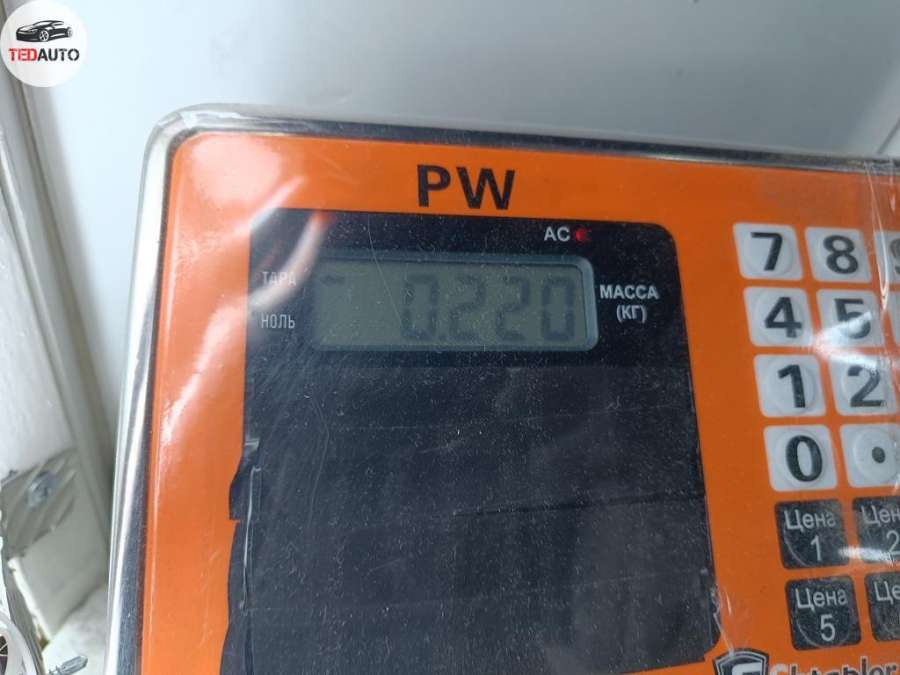 TEDAUTO
PW
AC
ТАРА
0.220
МАССА
(КГ)
НОЛЬ
7 8
4 5
1 2
0 •
Цена 1
Цена 2
Цена 5